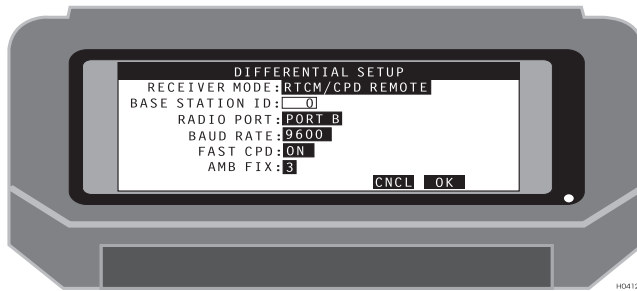 DIFFERENTIAL SETUP
RECEIVER MODE:RTCM/CPD REMOTE
BASE STATION ID: 0
RADIO PORT:PORT B
BAUD RATE:9600
FAST CPD:ON
AMB FIX:3
CNCL OK
H0412